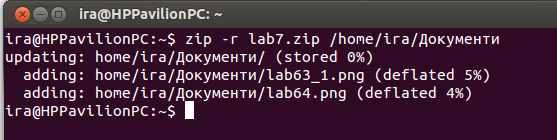 ira@HPPavilionPC: ~
ira@HPPavilionPC:~$ zip -r lab7.zip /home/ira/Документи
updating: home/ira/Документи/ (stored 0%)
  adding: home/ira/Документи/lab63_1.png (deflated 5%)
  adding: home/ira/Документи/lab64.png (deflated 4%)
ira@HPPavilionPC:~$